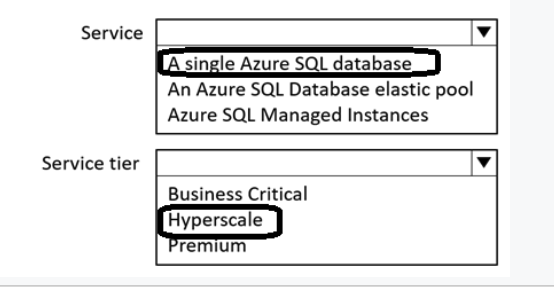 Service
A single Azure SQL database
An Azure SQL Database elastic pool
Azure SQL Managed Instances
Service tier
Business Critical
Hyperscale
Premium